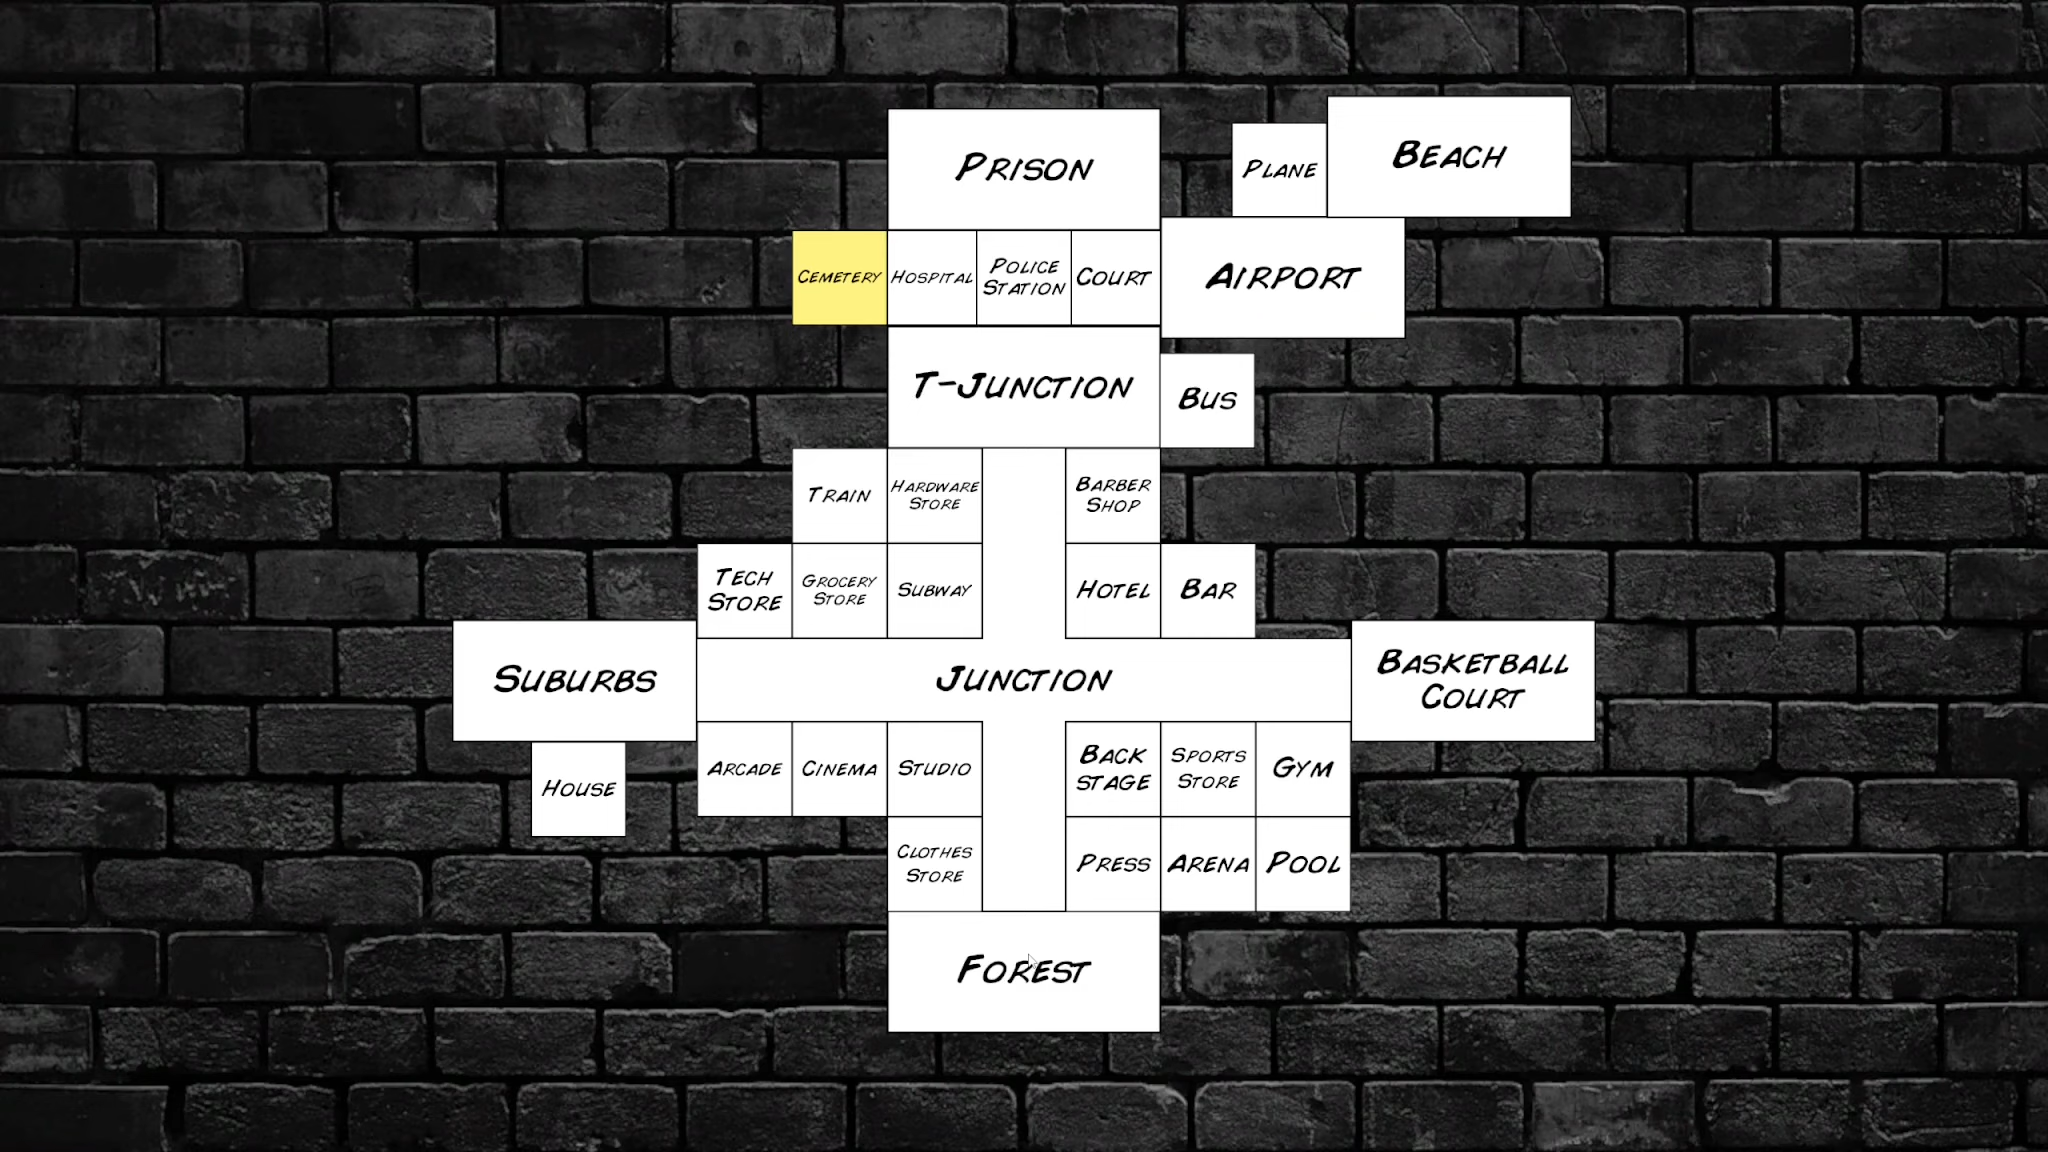 PRISON
PLANE
BEACH
CEMETERY
HOSPITAL
POLICE
STATION
COURT
AIRPORT
T-JUNCTION
BUS
TRAIN
HARDWARE
STORE
BARBER
SHOP
TECH
STORE
GROCERY
STORE
SUBWAY
HOTEL
BAR
SUBURBS
JUNCTION
BASKETBALL
COURT
HOUSE
ARCADE
CINEMA
STUDIO
BACK
STAGE
SPORTS
STORE
GYM
CLOTHES
STORE
PRESS
ARENA
POOL
FOREST